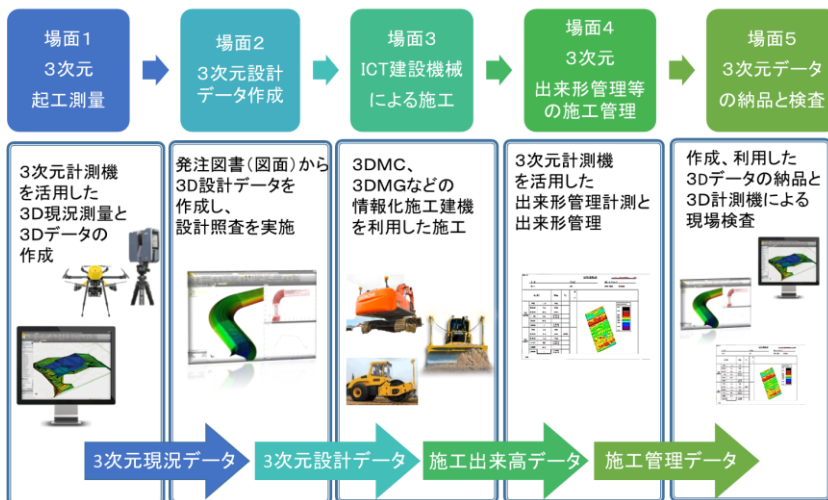 場面１
３次元
起工測量
場面２
３次元設計
データ作成
場面３
ICT建設機械
による施工
場面４
３次元
出来形管理等
の施工管理
場面５
３次元データ
の納品と検査
３次元計測機
を活用した
３D現況測量と
３Dデータの
作成
発注図書（図面）から
３D設計データを
作成し、
設計照査を実施
３DMC、
３DMGなどの
情報化施工建機
を利用した施工
３次元計測機
を活用した
出来形管理計測と
出来形管理
作成、利用した
３Dデータの納品と
３D計測機による
現場検査
３次元現況データ
３次元設計データ
施工出来高データ
施工管理データ